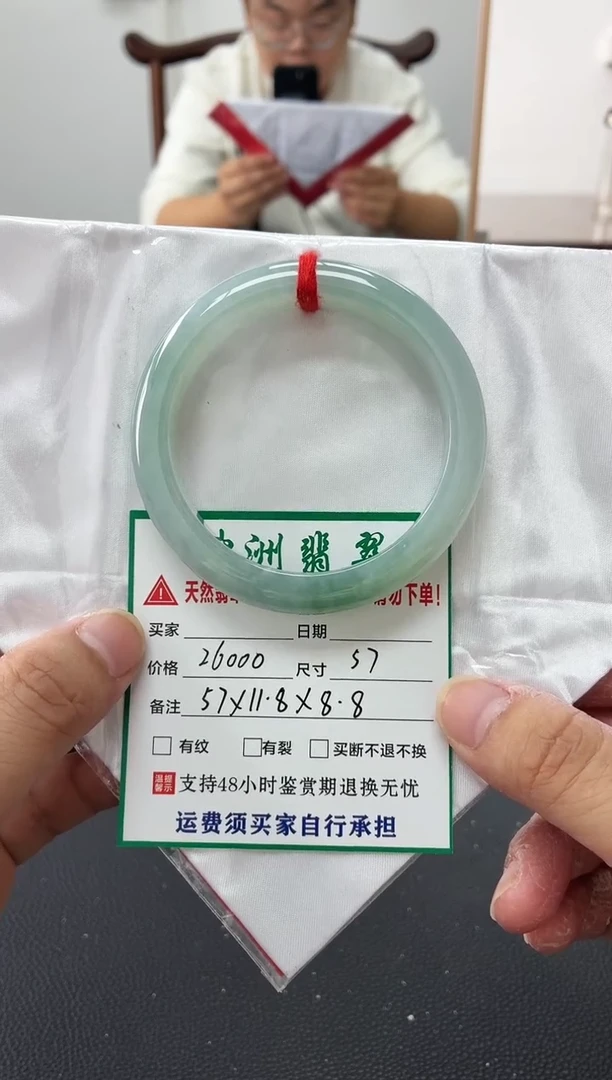 洲翡翠
天然翡
请勿下单!
买家 日期
价格 26000 尺寸 57
备注 57X11.8X8.8
有纹 有裂 买断不退不换
温馨提示 支持48小时鉴赏期退换无忧
运费须买家自行承担